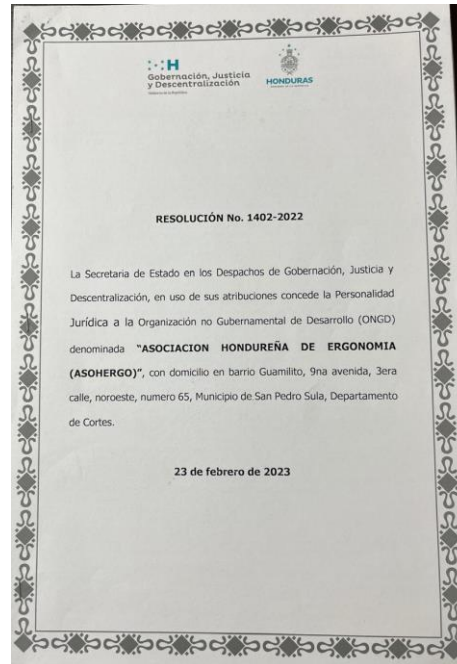 H
Gobernación, Justicia
y Descentralización
HONDURAS
RESOLUCIÓN No. 1402-2022
La Secretaria de Estado en los Despachos de Gobernación, Justicia y
Descentralización, en uso de sus atribuciones concede la Personalidad
Jurídica a la Organización no Gubernamental de Desarrollo (ONGD)
denominada "ASOCIACION HONDUREÑA DE ERGONOMIA
(ASOHERGO)", con domicilio en barrio Guamilito, 9na avenida, 3era
calle, noroeste, numero 65, Municipio de San Pedro Sula, Departamento
de Cortes.
23 de febrero de 2023